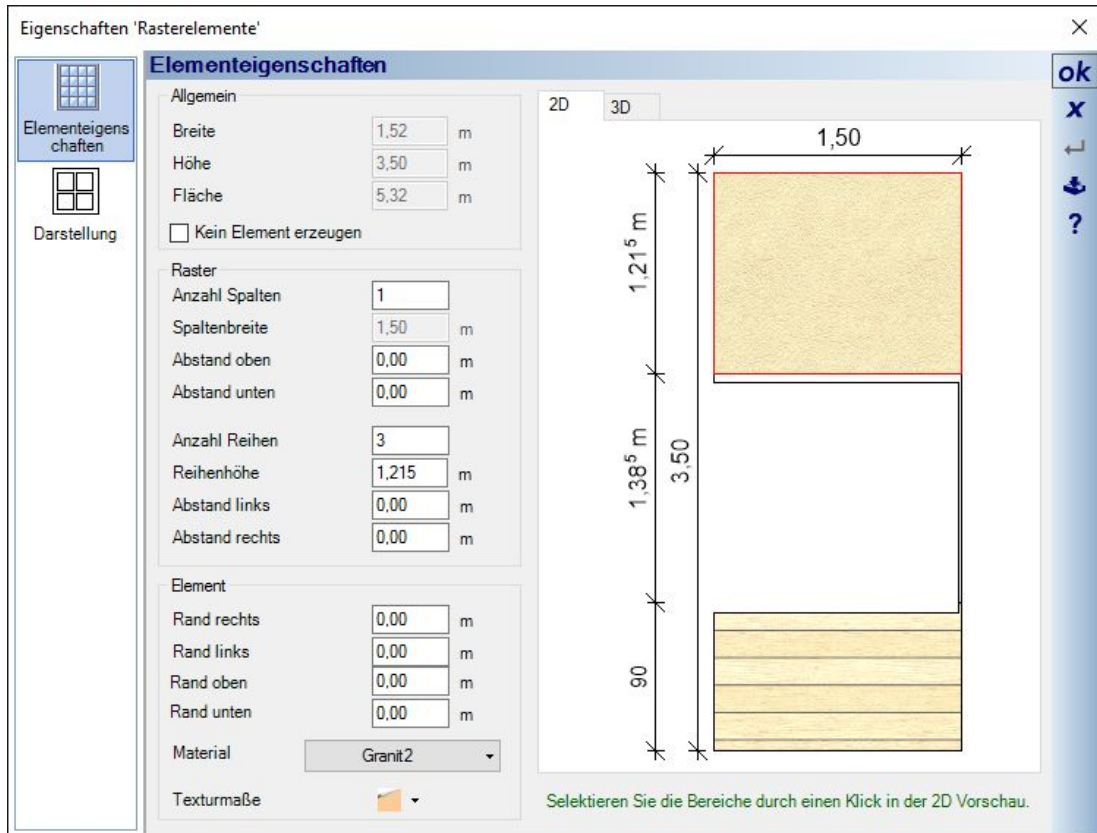 Eigenschaften 'Rasterelemente'
Elementeigens
chaften
Darstellung
Elementeigenschaften
Allgemein
Breite 1,52 m
Höhe 3,50 m
Fläche 5,32 m
Kein Element erzeugen
Raster
Anzahl Spalten 1
Spaltenbreite 1,50 m
Abstand oben 0,00 m
Abstand unten 0,00 m
Anzahl Reihen 3
Reihenhöhe 1,215 m
Abstand links 0,00 m
Abstand rechts 0,00 m
Element
Rand rechts 0,00 m
Rand links 0,00 m
Rand oben 0,00 m
Rand unten 0,00 m
Material Granit2
Texturmaße
2D 3D
1,50
1,21⁵ m
1,38⁵ m
3,50
90
Selektieren Sie die Bereiche durch einen Klick in der 2D Vorschau.
ok
x
?